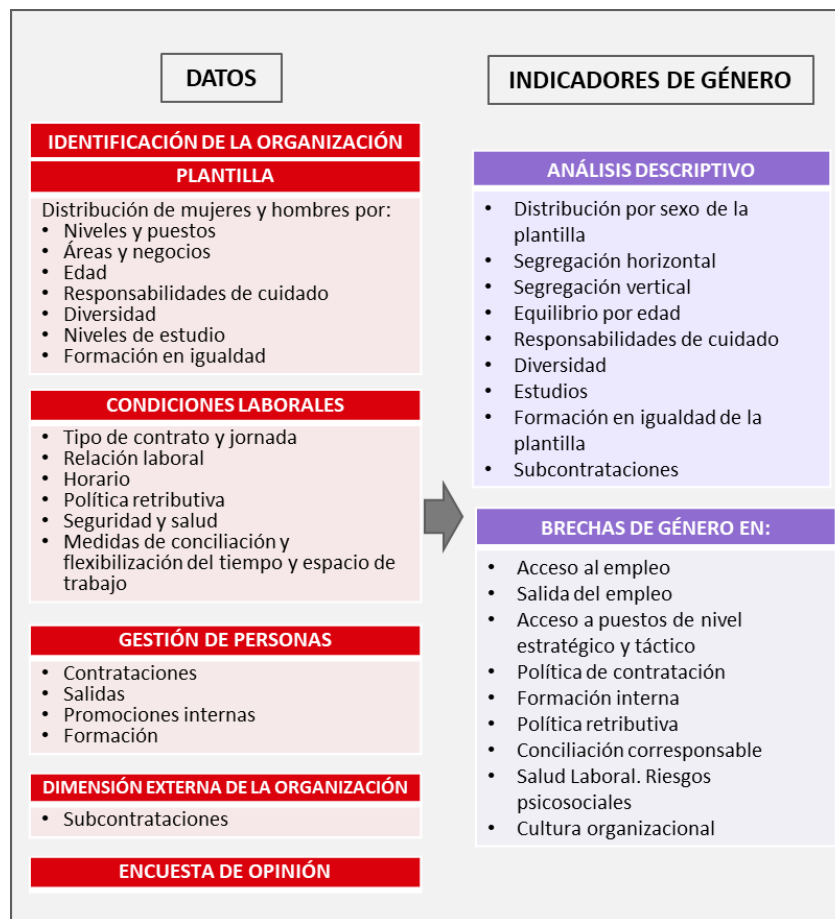 DATOS
IDENTIFICACIÓN DE LA ORGANIZACIÓN
PLANTILLA
Distribución de mujeres y hombres por:
• Niveles y puestos
• Áreas y negocios
• Edad
• Responsabilidades de cuidado
• Diversidad
• Niveles de estudio
• Formación en igualdad
CONDICIONES LABORALES
• Tipo de contrato y jornada
• Relación laboral
• Horario
• Política retributiva
• Seguridad y salud
• Medidas de conciliación y
flexibilización del tiempo y espacio de
trabajo
GESTIÓN DE PERSONAS
• Contrataciones
• Salidas
• Promociones internas
• Formación
DIMENSIÓN EXTERNA DE LA ORGANIZACIÓN
• Subcontrataciones
ENCUESTA DE OPINIÓN
INDICADORES DE GÉNERO
ANÁLISIS DESCRIPTIVO
• Distribución por sexo de la
plantilla
• Segregación horizontal
• Segregación vertical
• Equilibrio por edad
• Responsabilidades de cuidado
• Diversidad
• Estudios
• Formación en igualdad de la
plantilla
• Subcontrataciones
BRECHAS DE GÉNERO EN:
• Acceso al empleo
• Salida del empleo
• Acceso a puestos de nivel
estratégico y táctico
• Política de contratación
• Formación interna
• Política retributiva
• Conciliación corresponsable
• Salud Laboral. Riesgos
psicosociales
• Cultura organizacional